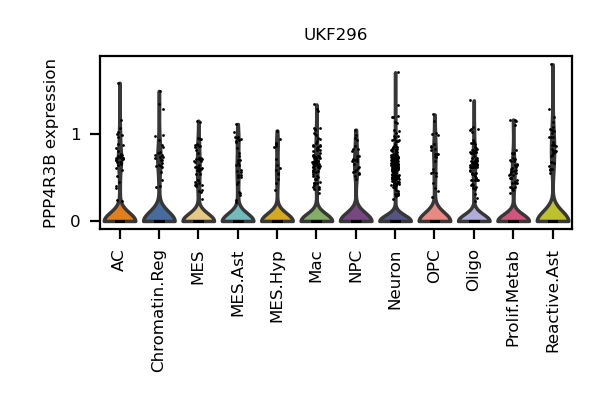 UKF296
PPP4R3B expression
1
0
AC
Chromatin.Reg
MES
MES.Ast
MES.Hyp
Mac
NPC
Neuron
OPC
Oligo
Prolif.Metab
Reactive.Ast